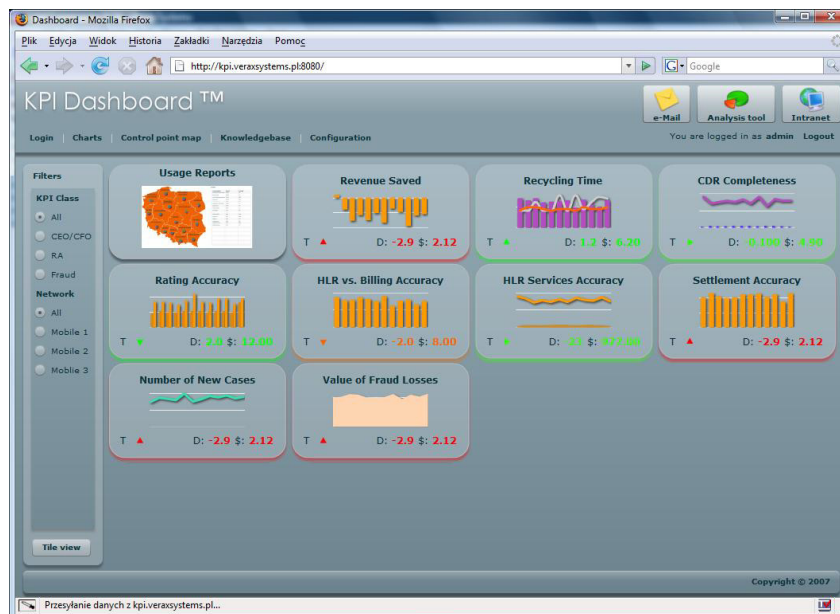 Dashboard - Mozilla Firefox
Plik Edycja Widok Historia Zakładki Narzędzia Pomoc
http://kpi.veraxsystems.pl:8080/
G Google
KPI Dashboard ™
e-Mail Analysis tool Intranet
Login | Charts | Control point map | Knowledgebase | Configuration
You are logged in as admin Logout
Filters
KPI Class
All
CEO/CFO
RA
Fraud
Network
All
Mobile 1
Mobile 2
Moblie 3
Tile view
Usage Reports
Revenue Saved
T D: -2.9 $: 2.12
Recycling Time
T D: 1.2 $: 6.20
CDR Completeness
T D: -0.100 $: 4.90
Rating Accuracy
T D: 2.0 $: 12.00
HLR vs. Billing Accuracy
T D: -2.0 $: 8.00
HLR Services Accuracy
T D: $:
Settlement Accuracy
T D: -2.9 $: 2.12
Number of New Cases
T D: -2.9 $: 2.12
Value of Fraud Losses
T D: -2.9 $: 2.12
Copyright © 2007
Przesyłanie danych z kpi.veraxsystems.pl...